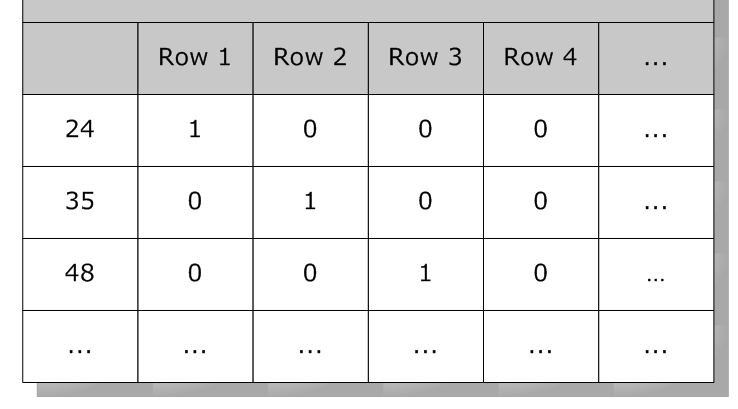 Row 1 Row 2 Row 3 Row 4 ...
24 1 0 0 0 ...
35 0 1 0 0 ...
48 0 0 1 0 ...
... ... ... ... ... ...